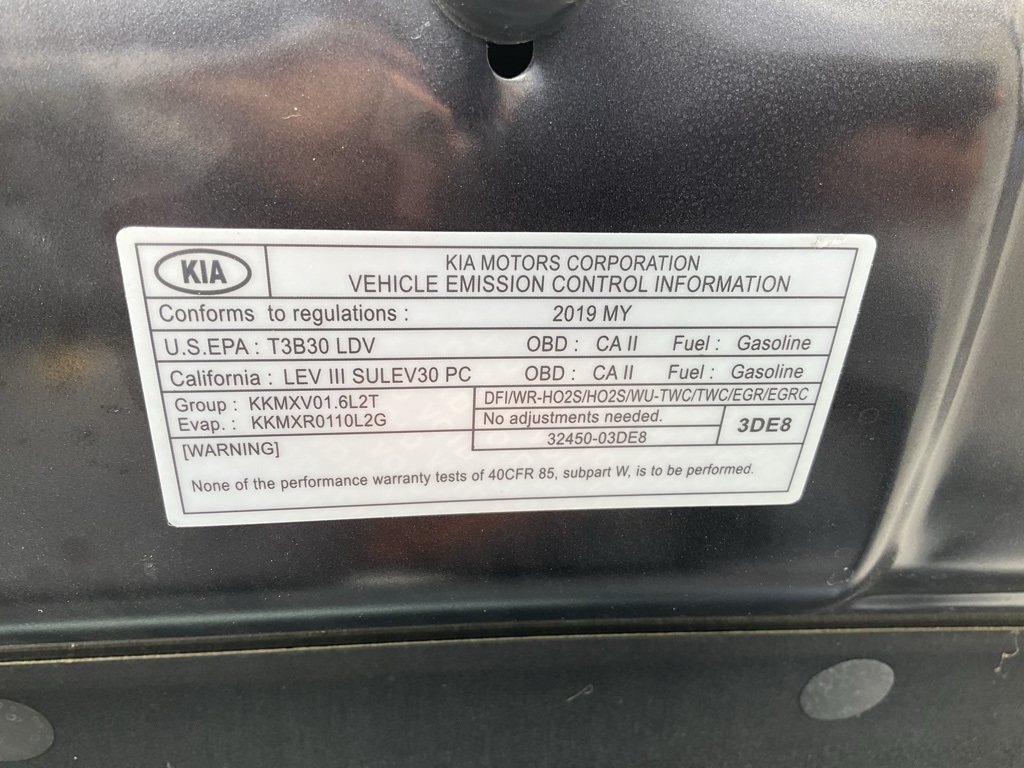 KIA
KIA MOTORS CORPORATION
VEHICLE EMISSION CONTROL INFORMATION
Conforms to regulations : 2019 MY
U.S.EPA : T3B30 LDV OBD : CA II Fuel : Gasoline
California : LEV III SULEV30 PC OBD : CA II Fuel : Gasoline
Group : KKMXV01.6L2T
Evap. : KKMXR0110L2G
DFI/WR-HO2S/HO2S/WU-TWC/TWC/EGR/EGRC
No adjustments needed.
32450-03DE8
3DE8
[WARNING]
None of the performance warranty tests of 40CFR 85, subpart W, is to be performed.